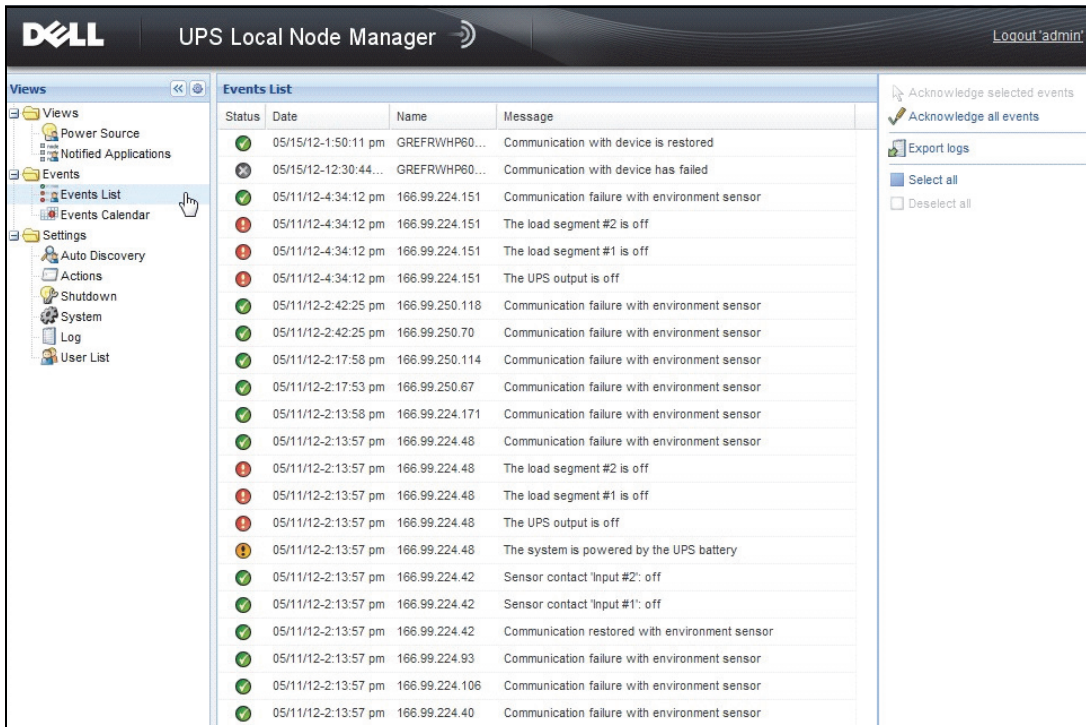 DELL
UPS Local Node Manager
Logout 'admin'
Views
Views
Power Source
Notified Applications
Events
Events List
Events Calendar
Settings
Auto Discovery
Actions
Shutdown
System
Log
User List
Events List
Status Date Name Message
05/15/12-1:50:11 pm GREFRWHP60... Communication with device is restored
05/15/12-12:30:44... GREFRWHP60... Communication with device has failed
05/11/12-4:34:12 pm 166.99.224.151 Communication failure with environment sensor
05/11/12-4:34:12 pm 166.99.224.151 The load segment #2 is off
05/11/12-4:34:12 pm 166.99.224.151 The load segment #1 is off
05/11/12-4:34:12 pm 166.99.224.151 The UPS output is off
05/11/12-2:42:25 pm 166.99.250.118 Communication failure with environment sensor
05/11/12-2:42:25 pm 166.99.250.70 Communication failure with environment sensor
05/11/12-2:17:58 pm 166.99.250.114 Communication failure with environment sensor
05/11/12-2:17:53 pm 166.99.250.67 Communication failure with environment sensor
05/11/12-2:13:58 pm 166.99.224.171 Communication failure with environment sensor
05/11/12-2:13:57 pm 166.99.224.48 Communication failure with environment sensor
05/11/12-2:13:57 pm 166.99.224.48 The load segment #2 is off
05/11/12-2:13:57 pm 166.99.224.48 The load segment #1 is off
05/11/12-2:13:57 pm 166.99.224.48 The UPS output is off
05/11/12-2:13:57 pm 166.99.224.48 The system is powered by the UPS battery
05/11/12-2:13:57 pm 166.99.224.42 Sensor contact 'Input #2': off
05/11/12-2:13:57 pm 166.99.224.42 Sensor contact 'Input #1': off
05/11/12-2:13:57 pm 166.99.224.42 Communication restored with environment sensor
05/11/12-2:13:57 pm 166.99.224.93 Communication failure with environment sensor
05/11/12-2:13:57 pm 166.99.224.106 Communication failure with environment sensor
05/11/12-2:13:57 pm 166.99.224.40 Communication failure with environment sensor
Acknowledge selected events
Acknowledge all events
Export logs
Select all
Deselect all